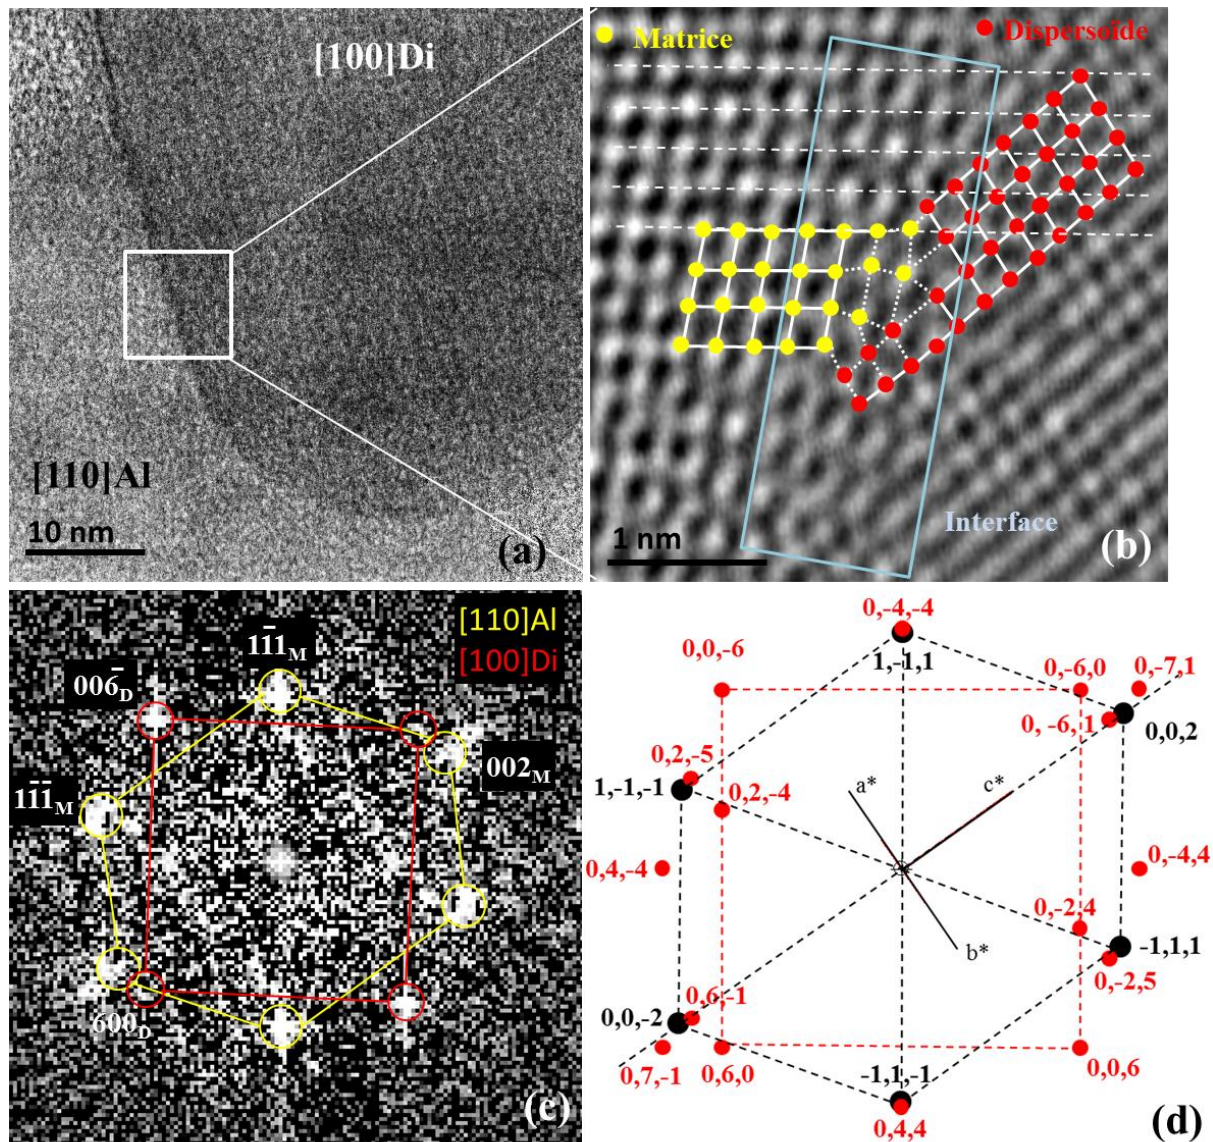 [100]Di
[110]Al
10 nm
(a)
Matrice
Dispersoïde
Interface
1 nm
(b)
[110]Al
[100]Di
11̅1M
006̅D
002M
11̅1̅M
600D
(c)
0,-4,-4
0,0,-6
1,-1,1
0,-6,0
0,-7,1
0, -6,1
0,0,2
0,2,-5
1,-1,-1
0,2,-4
a*
c*
0,4,-4
0,-4,4
0,-2,4
b*
-1,1,1
0,-2,5
0,6,-1
0,0,-2
0,7,-1
0,6,0
-1,1,-1
0,0,6
0,4,4
(d)